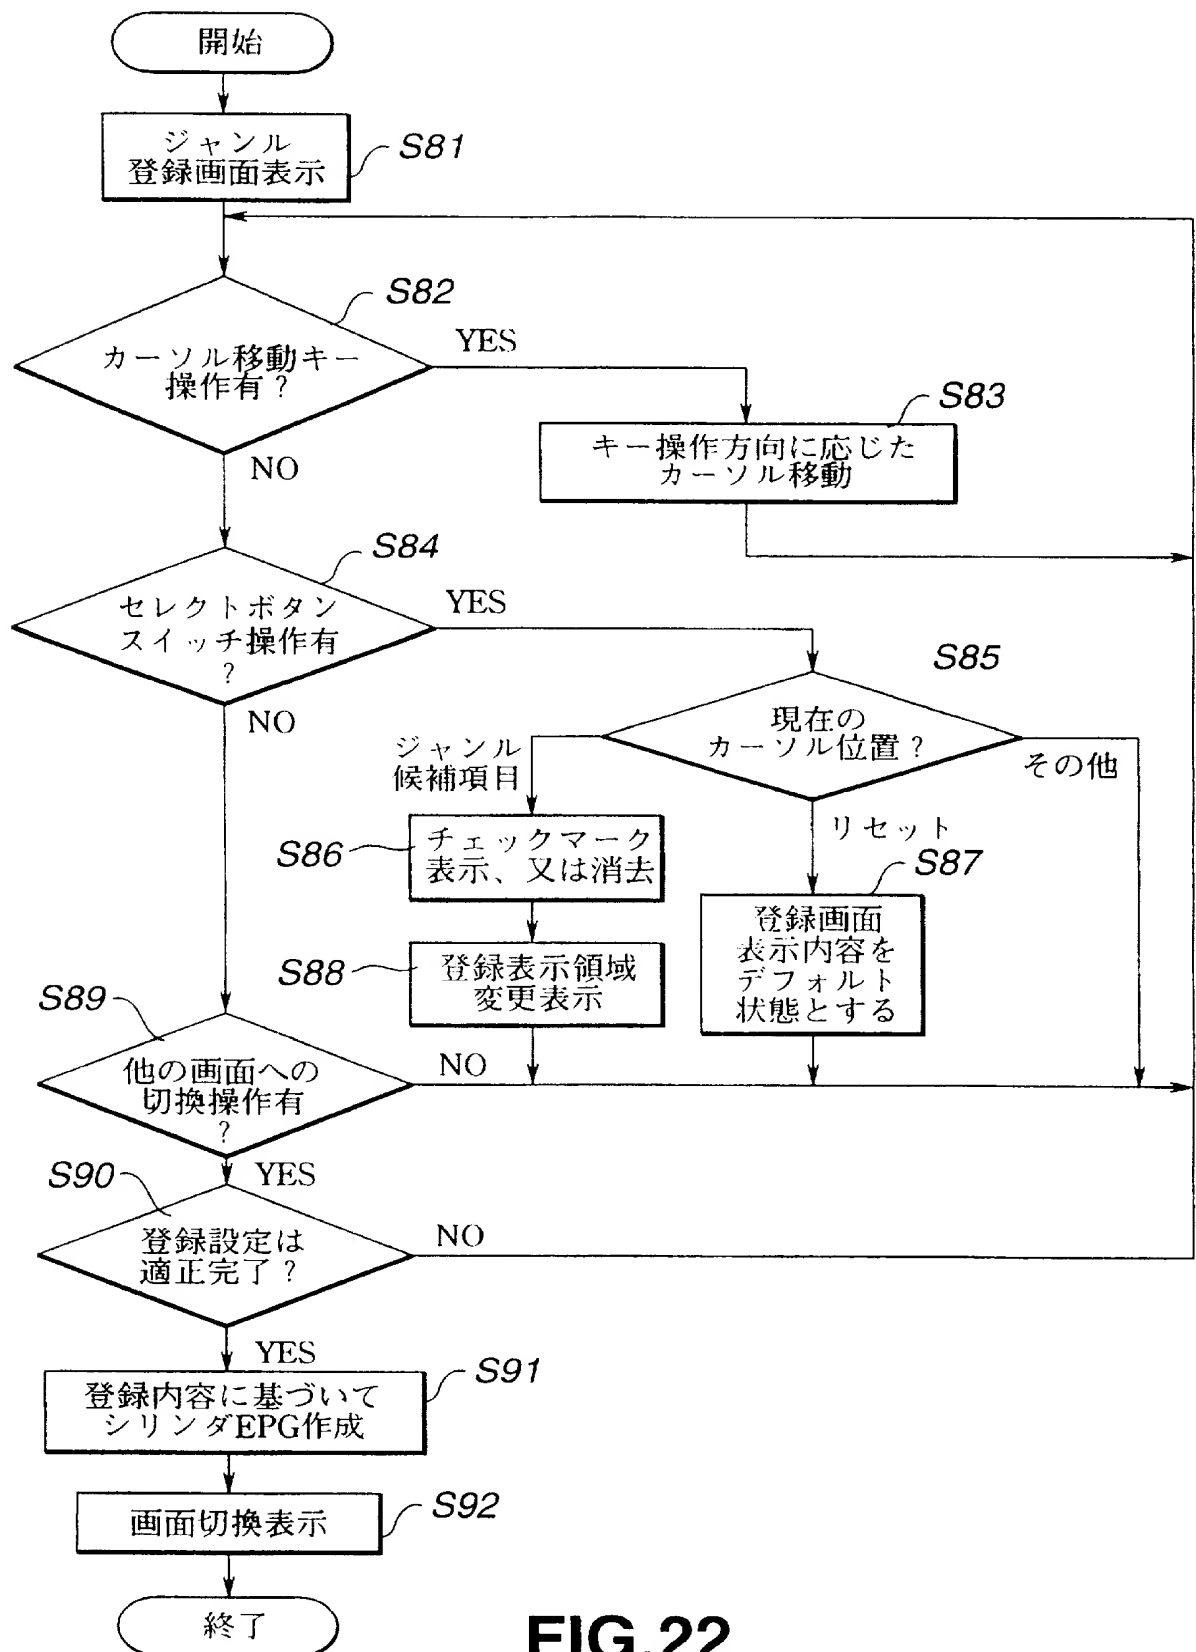 開始
ジャンル
登録画面表示
S81
S82
カーソル移動キー
操作有？
YES
NO
S83
キー操作方向に応じた
カーソル移動
S84
セレクトボタン
スイッチ操作有
？
YES
NO
S85
現在の
カーソル位置？
ジャンル
候補項目
その他
リセット
S86
チェックマーク
表示、又は消去
S87
登録画面
表示内容を
デフォルト
状態とする
S88
登録表示領域
変更表示
S89
他の画面への
切換操作有
？
NO
YES
S90
登録設定は
適正完了？
NO
YES
S91
登録内容に基づいて
シリンダEPG作成
S92
画面切換表示
終了
FIG.22